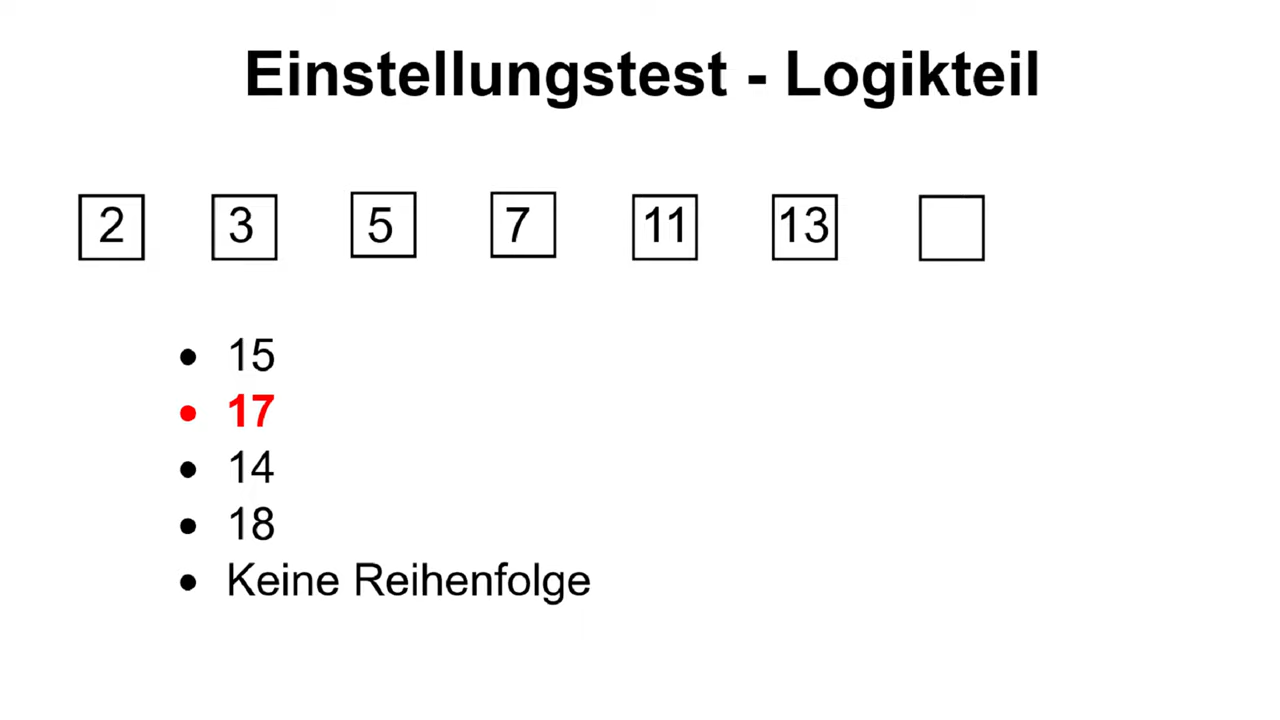 Einstellungstest - Logikteil
2 3 5 7 11 13
• 15
• 17
• 14
• 18
• Keine Reihenfolge